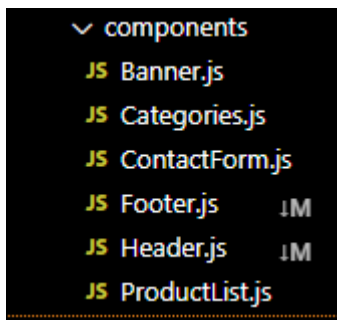 components
JS Banner.js
JS Categories.js
JS ContactForm.js
JS Footer.js ↓M
JS Header.js ↓M
JS ProductList.js